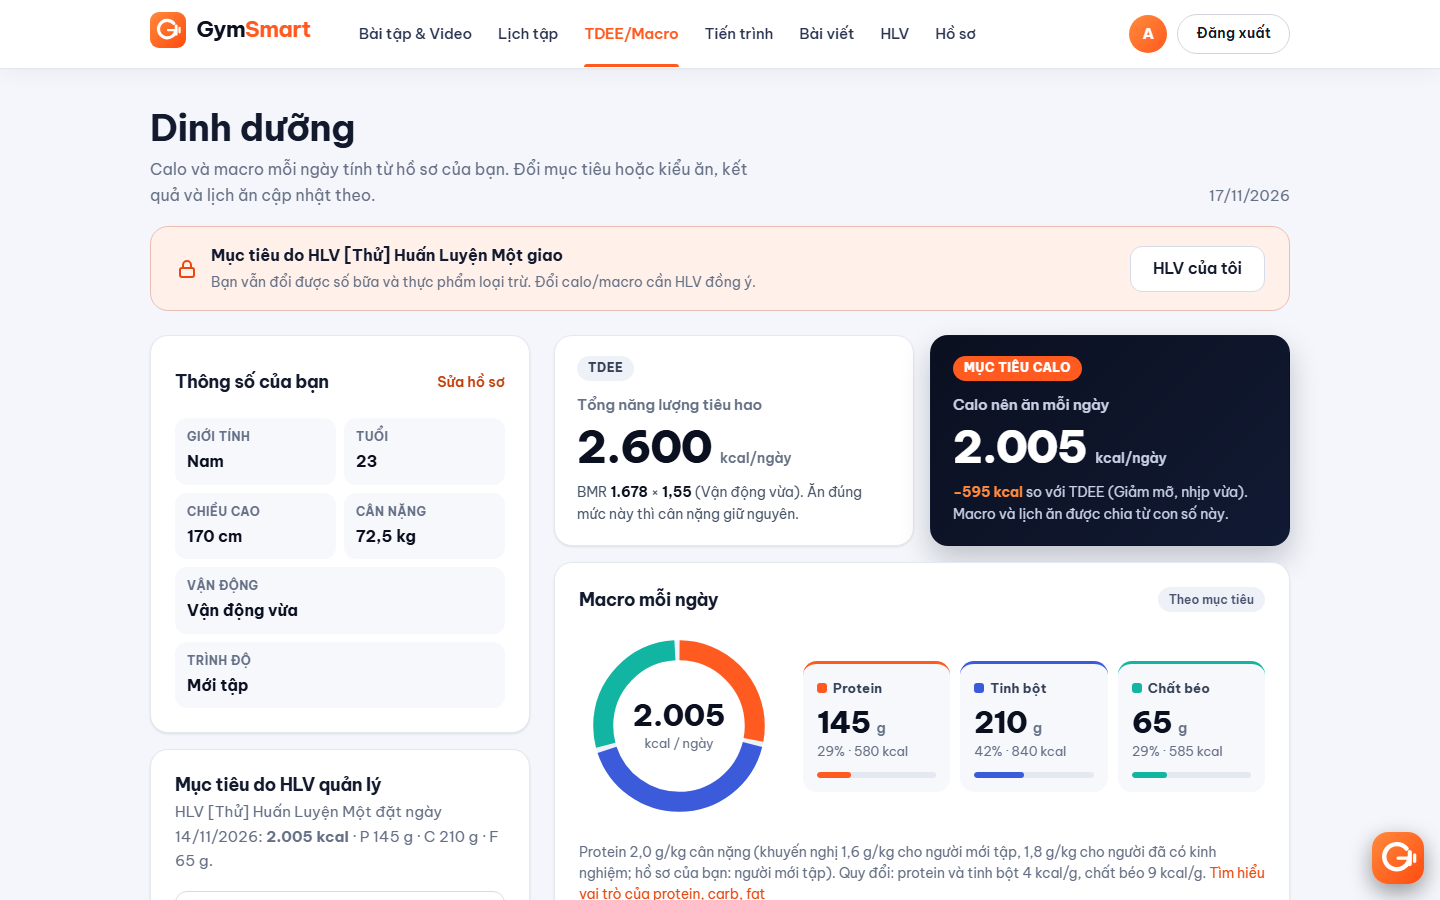 GymSmart
Bài tập & Video
Lịch tập
TDEE/Macro
Tiến trình
Bài viết
HLV
Hồ sơ
A
Đăng xuất
Dinh dưỡng
Calo và macro mỗi ngày tính từ hồ sơ của bạn. Đổi mục tiêu hoặc kiểu ăn, kết
quả và lịch ăn cập nhật theo.
17/11/2026
Mục tiêu do HLV [Thử] Huấn Luyện Một giao
Bạn vẫn đổi được số bữa và thực phẩm loại trừ. Đổi calo/macro cần HLV đồng ý.
HLV của tôi
Thông số của bạn
Sửa hồ sơ
GIỚI TÍNH
Nam
TUỔI
23
CHIỀU CAO
170 cm
CÂN NẶNG
72,5 kg
VẬN ĐỘNG
Vận động vừa
TRÌNH ĐỘ
Mới tập
Mục tiêu do HLV quản lý
HLV [Thử] Huấn Luyện Một đặt ngày
14/11/2026: 2.005 kcal · P 145 g · C 210 g · F
65 g.
TDEE
Tổng năng lượng tiêu hao
2.600 kcal/ngày
BMR 1.678 × 1,55 (Vận động vừa). Ăn đúng
mức này thì cân nặng giữ nguyên.
MỤC TIÊU CALO
Calo nên ăn mỗi ngày
2.005 kcal/ngày
−595 kcal so với TDEE (Giảm mỡ, nhịp vừa).
Macro và lịch ăn được chia từ con số này.
Macro mỗi ngày
Theo mục tiêu
2.005
kcal / ngày
Protein
145 g
29% · 580 kcal
Tinh bột
210 g
42% · 840 kcal
Chất béo
65 g
29% · 585 kcal
Protein 2,0 g/kg cân nặng (khuyến nghị 1,6 g/kg cho người mới tập, 1,8 g/kg cho người đã có kinh
nghiệm; hồ sơ của bạn: người mới tập). Quy đổi: protein và tinh bột 4 kcal/g, chất béo 9 kcal/g. Tìm hiểu
vai trò của protein, carb, fat